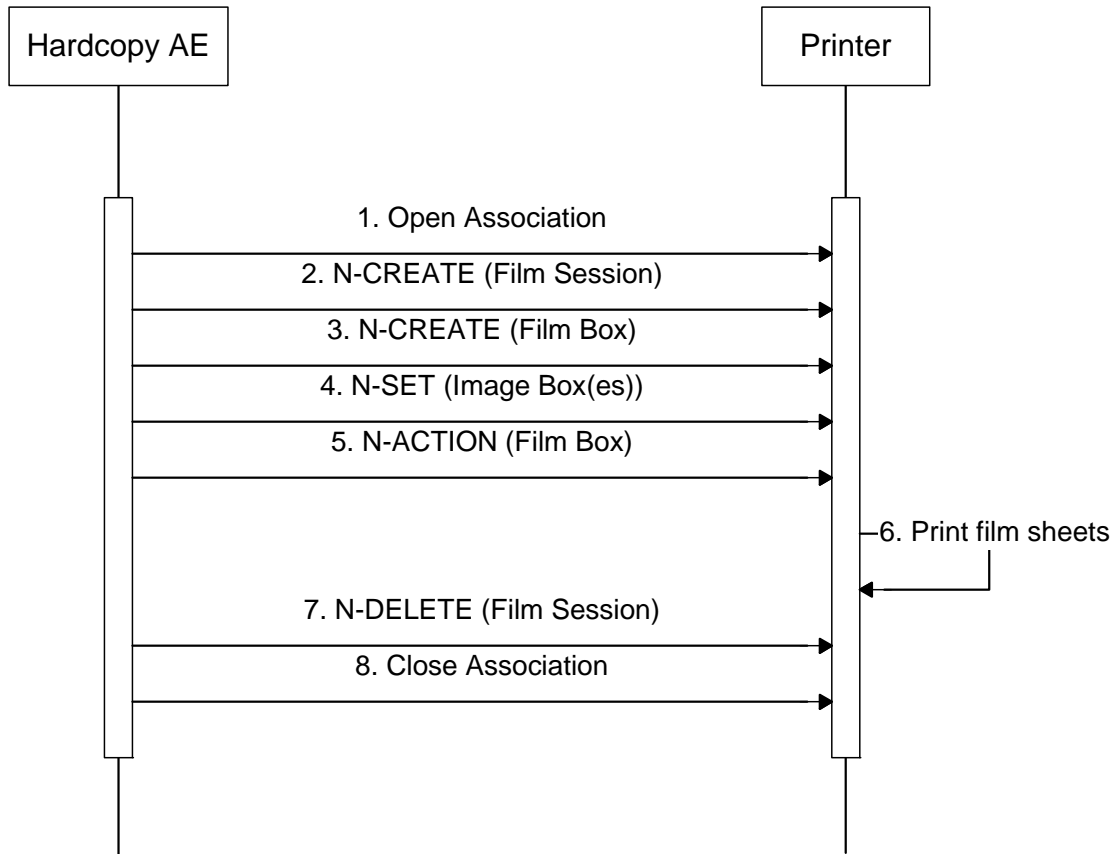 Hardcopy AE
Printer
1. Open Association
2. N-CREATE (Film Session)
3. N-CREATE (Film Box)
4. N-SET (Image Box(es))
5. N-ACTION (Film Box)
6. Print film sheets
7. N-DELETE (Film Session)
8. Close Association